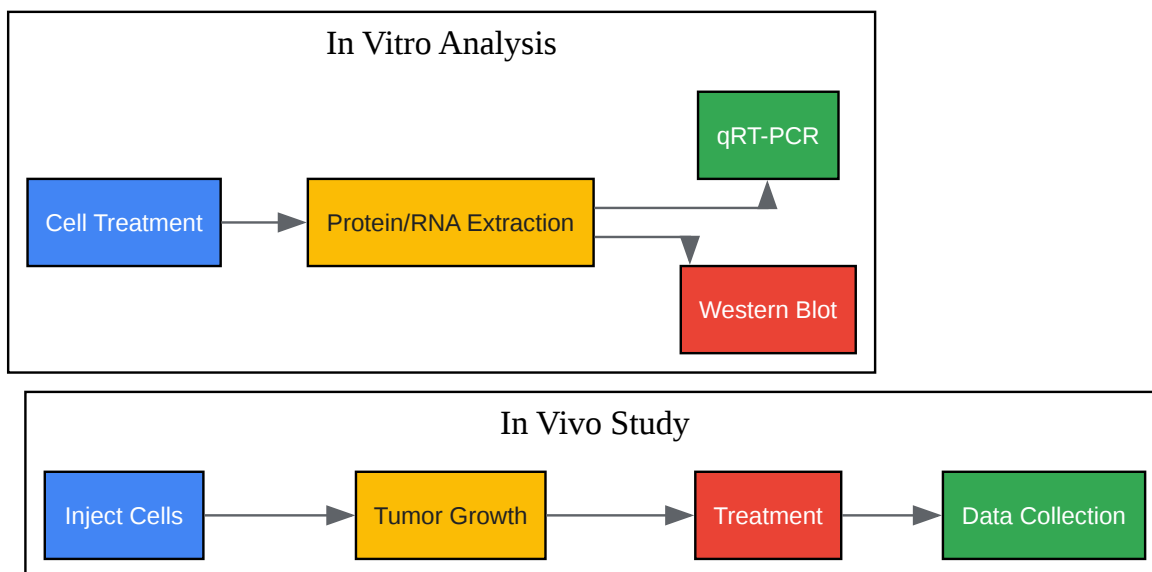 In Vitro Analysis
qRT-PCR
Cell Treatment
Protein/RNA Extraction
Western Blot
In Vivo Study
Inject Cells
Tumor Growth
Treatment
Data Collection